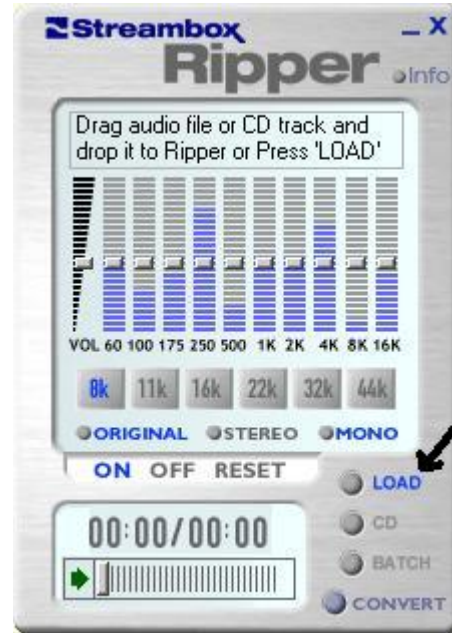 Streambox
Ripper
Info
Drag audio file or CD track and
drop it to Ripper or Press 'LOAD'
VOL 60 100 175 250 500 1K 2K 4K 8K 16K
8k 11k 16k 22k 32k 44k
ORIGINAL STEREO MONO
ON OFF RESET
LOAD
00:00/00:00
CD
BATCH
CONVERT